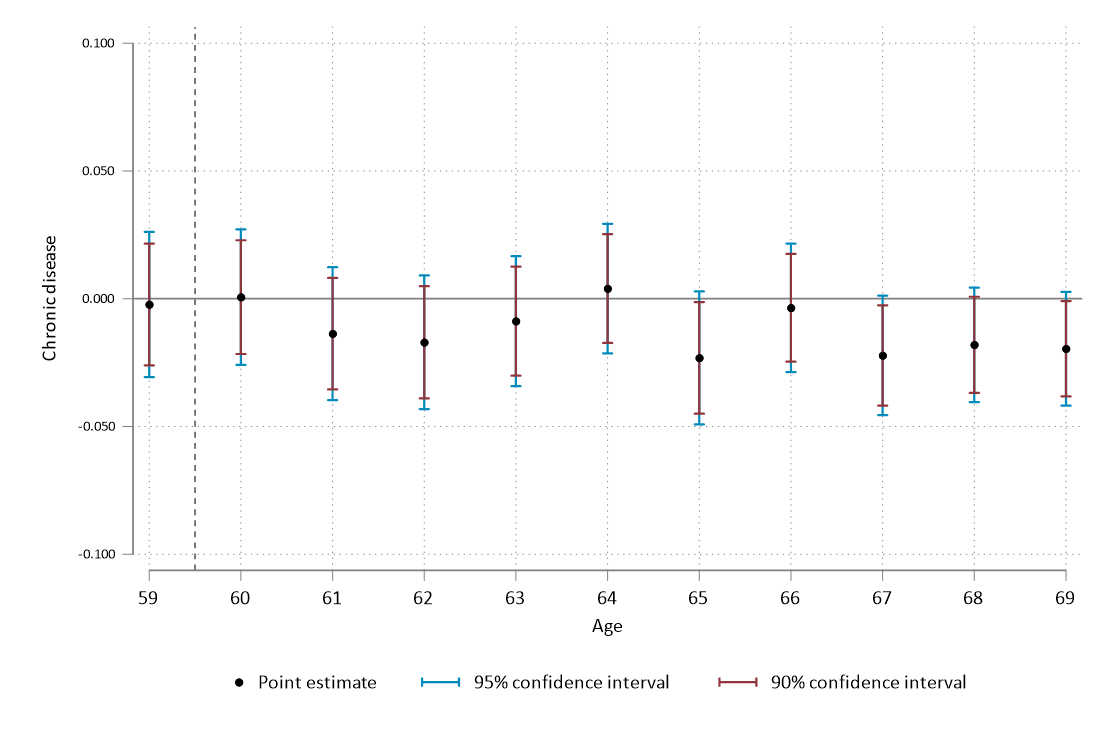 0.100
0.050
0.000
-0.050
-0.100
Chronic disease
59 60 61 62 63 64 65 66 67 68 69
Age
Point estimate 95% confidence interval 90% confidence interval